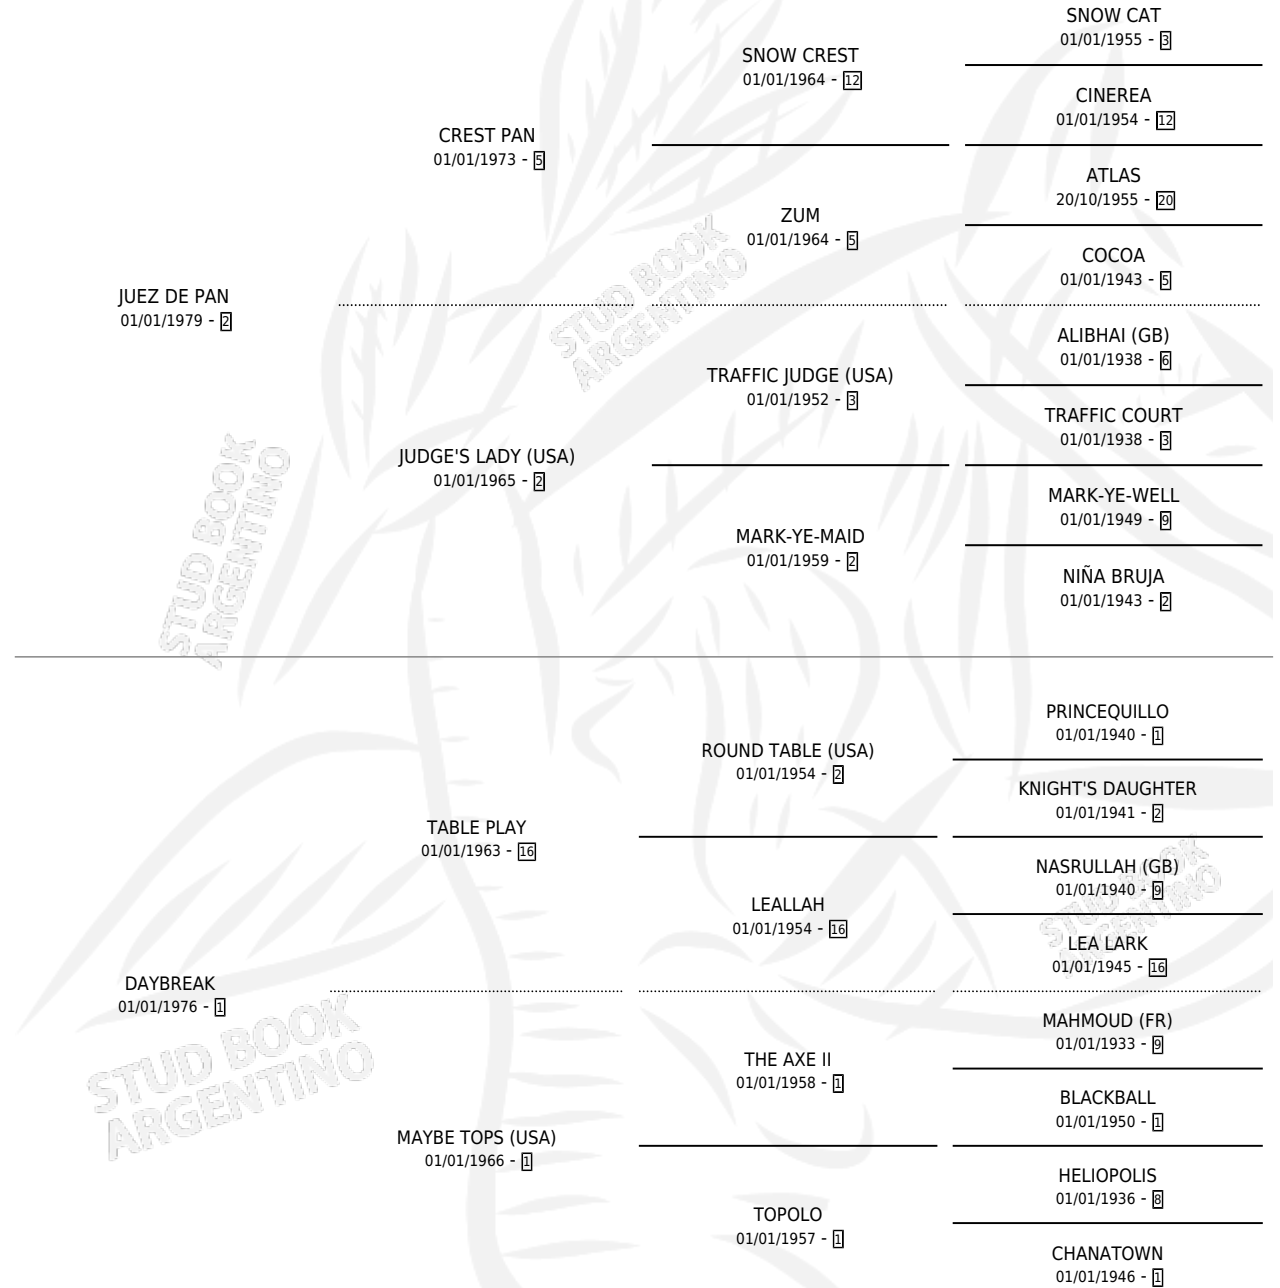 SNOW CAT
01/01/1955 - 3
SNOW CREST
01/01/1964 - 12
CINEREA
01/01/1954 - 12
CREST PAN
01/01/1973 - 5
ATLAS
20/10/1955 - 20
ZUM
01/01/1964 - 5
COCOA
01/01/1943 - 5
JUEZ DE PAN
01/01/1979 - 2
ALIBHAI (GB)
01/01/1938 - 6
TRAFFIC JUDGE (USA)
01/01/1952 - 3
TRAFFIC COURT
01/01/1938 - 3
JUDGE'S LADY (USA)
01/01/1965 - 2
MARK-YE-WELL
01/01/1949 - 9
MARK-YE-MAID
01/01/1959 - 2
NIÑA BRUJA
01/01/1943 - 2
PRINCEQUILLO
01/01/1940 - 1
ROUND TABLE (USA)
01/01/1954 - 2
KNIGHT'S DAUGHTER
01/01/1941 - 2
TABLE PLAY
01/01/1963 - 16
NASRULLAH (GB)
01/01/1940 - 9
LEALLAH
01/01/1954 - 16
LEA LARK
01/01/1945 - 16
DAYBREAK
01/01/1976 - 1
MAHMOUD (FR)
01/01/1933 - 9
THE AXE II
01/01/1958 - 1
BLACKBALL
01/01/1950 - 1
MAYBE TOPS (USA)
01/01/1966 - 1
HELIOPOLIS
01/01/1936 - 8
TOPOLO
01/01/1957 - 1
CHANATOWN
01/01/1946 - 1
STUD BOOK
ARGENTINO
STUD BOOK
ARGENTINO
STUD BOOK
ARGENTINO
STUD BOOK
ARGENTINO